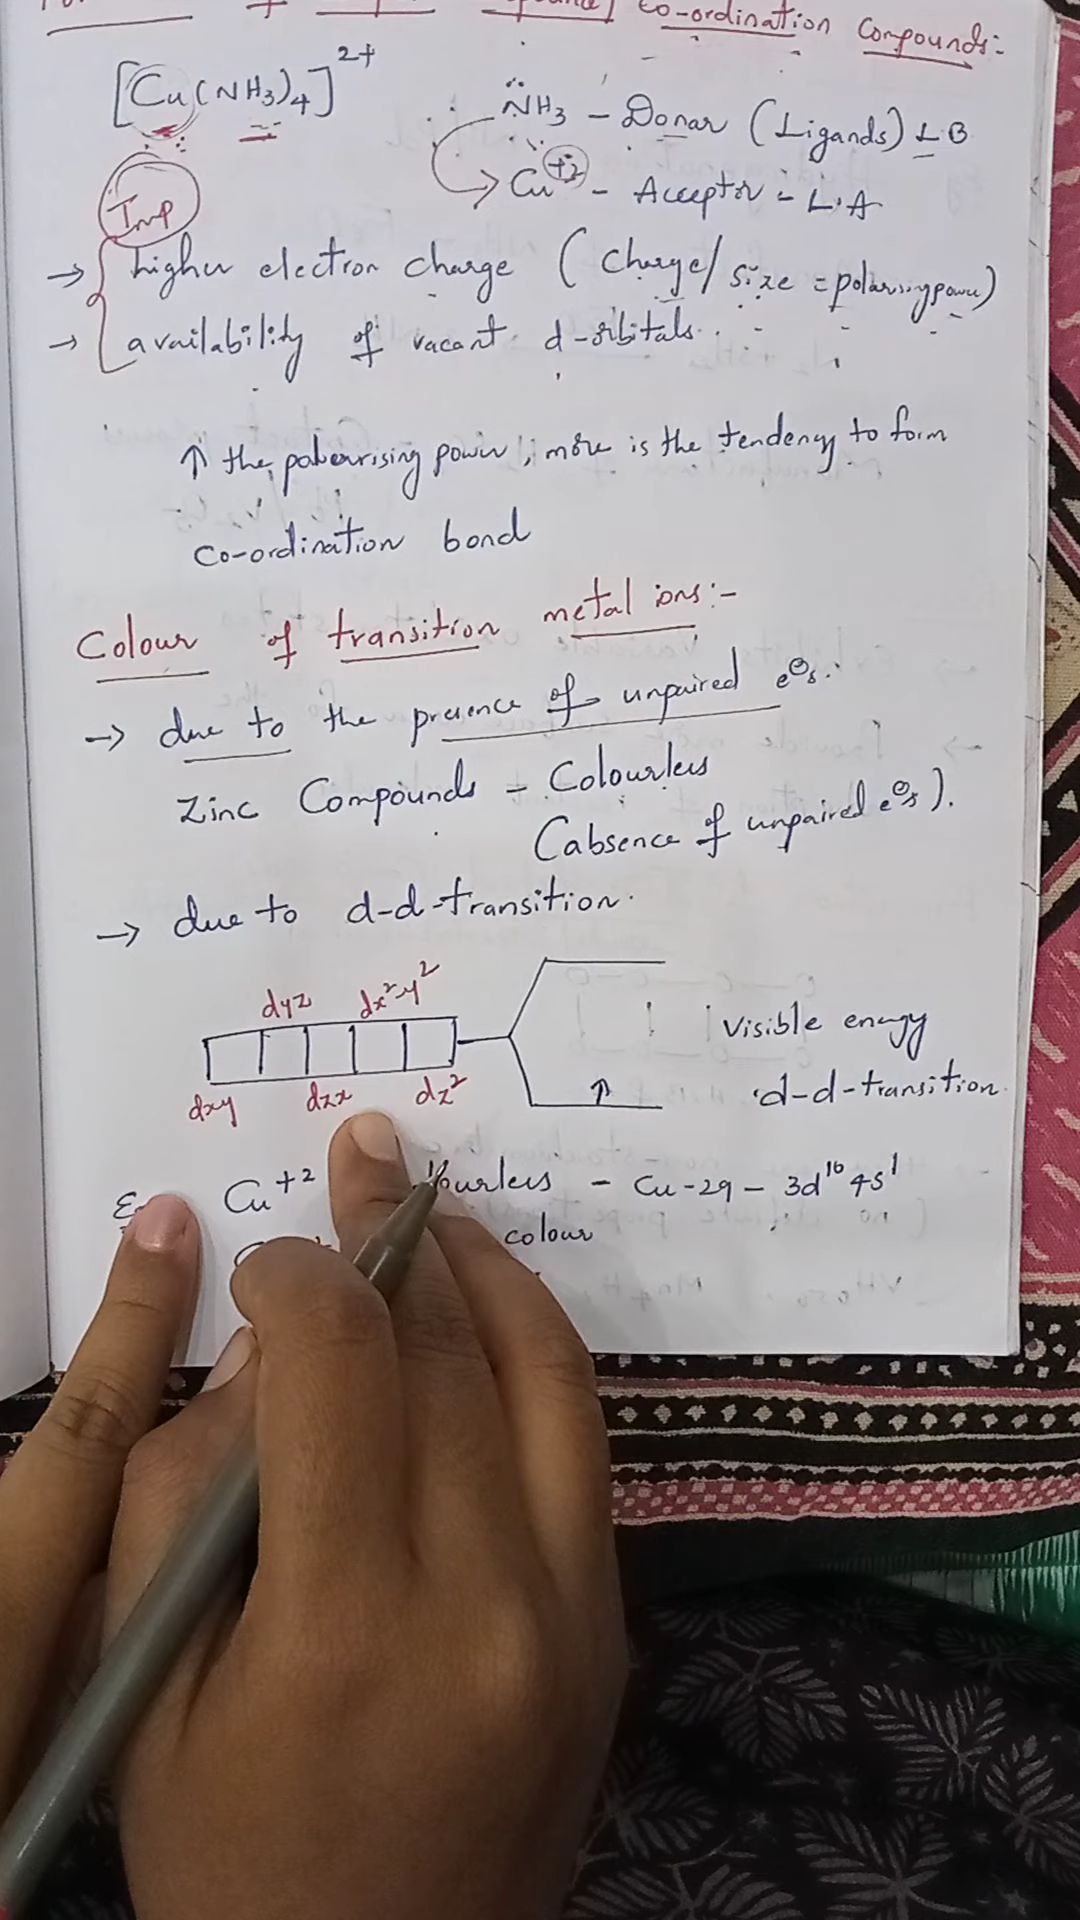 co-ordination Compounds:-
[Cu(NH3)4]2+
N̈H3 - Donar (Ligands) L B
Cu+2 - Acceptor - L.A
Imp
→ higher electron charge (charge/size = polarising power)
→ availability of vacant d-orbitals.
↑ the polarising power, more is the tendency to form
co-ordination bond
Colour of transition metal ions:-
→ due to the presence of unpaired e⊖s.
Zinc Compounds - Colourless
(absence of unpaired e⊖s).
→ due to d-d-transition.
dyz dx²-y²
visible energy
dxy dzx dz²
d-d-transition.
Cu+2 - Cu-29 - 3d10 4s1
colour